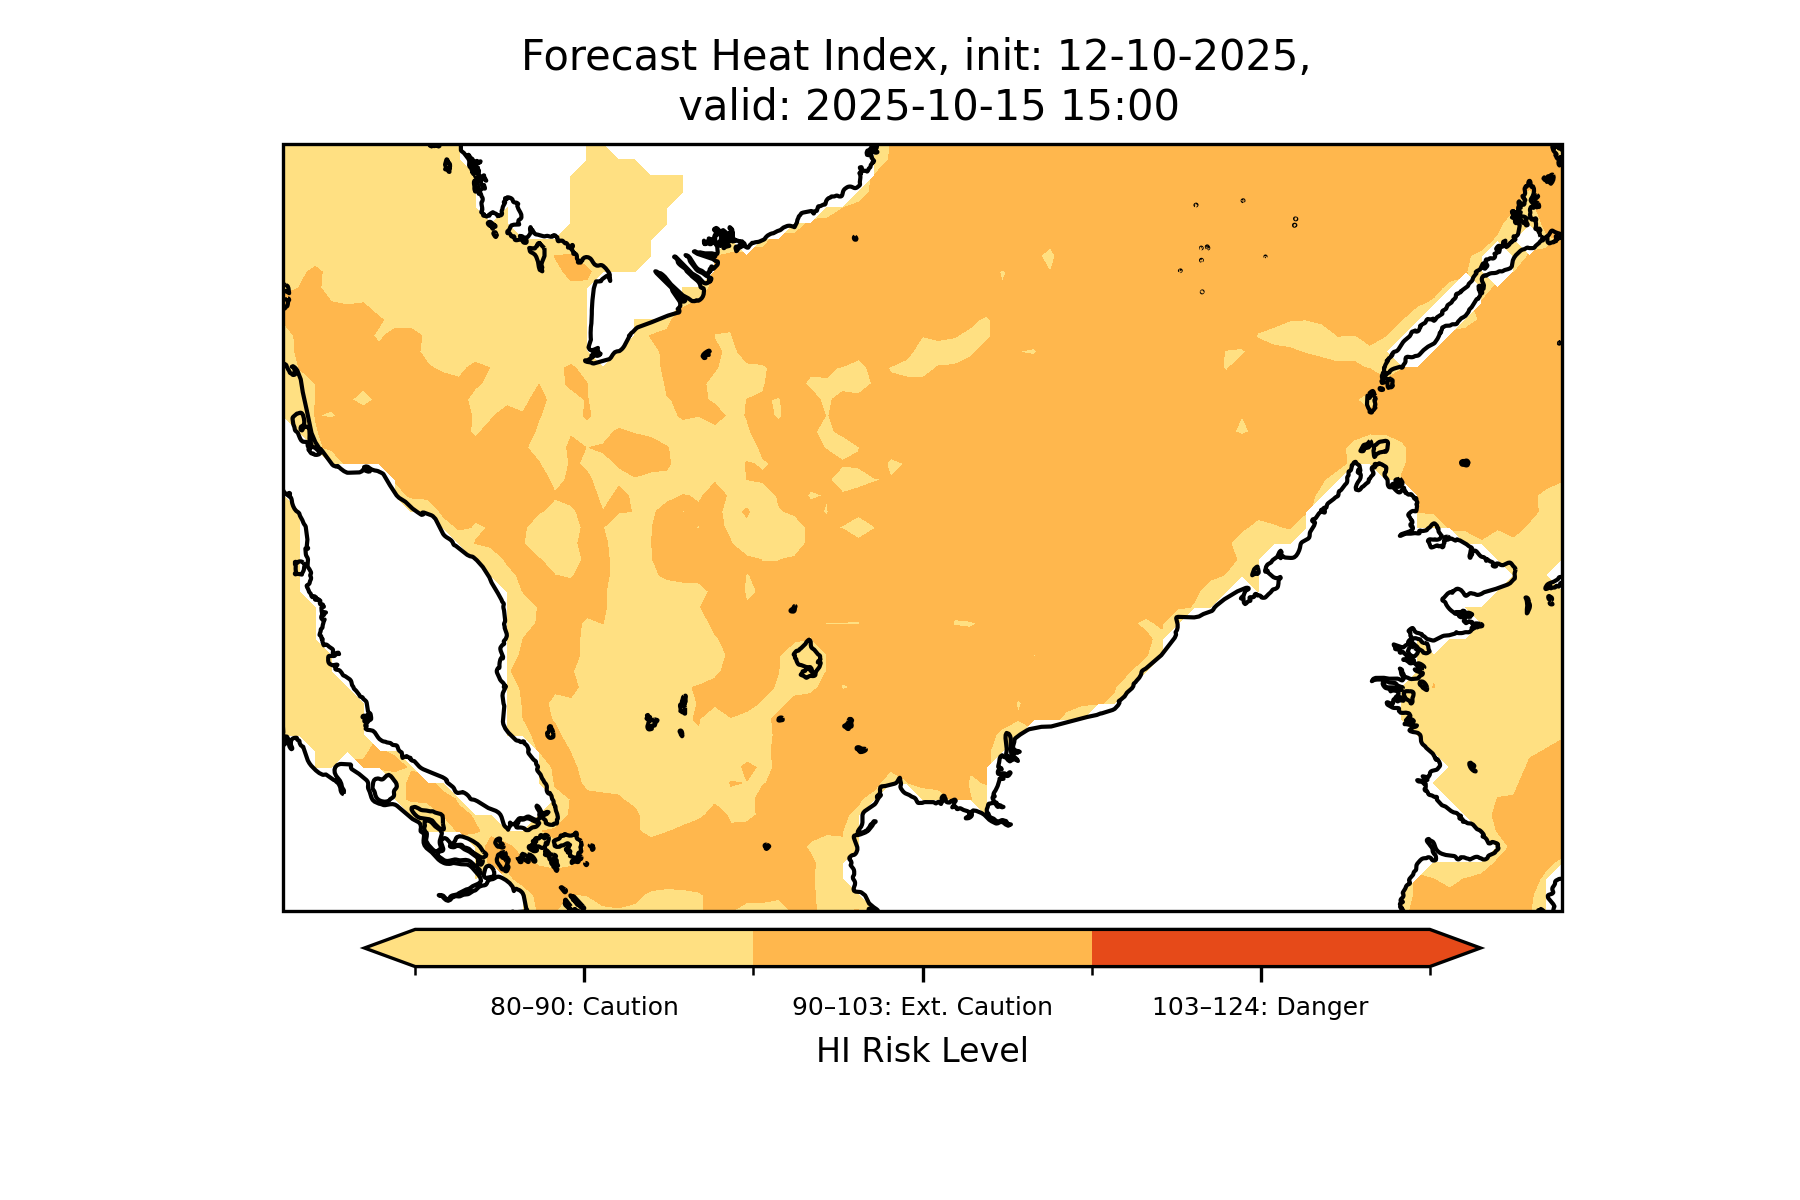 Forecast Heat Index, init: 12-10-2025,
valid: 2025-10-15 15:00
80–90: Caution
90–103: Ext. Caution
103–124: Danger
HI Risk Level